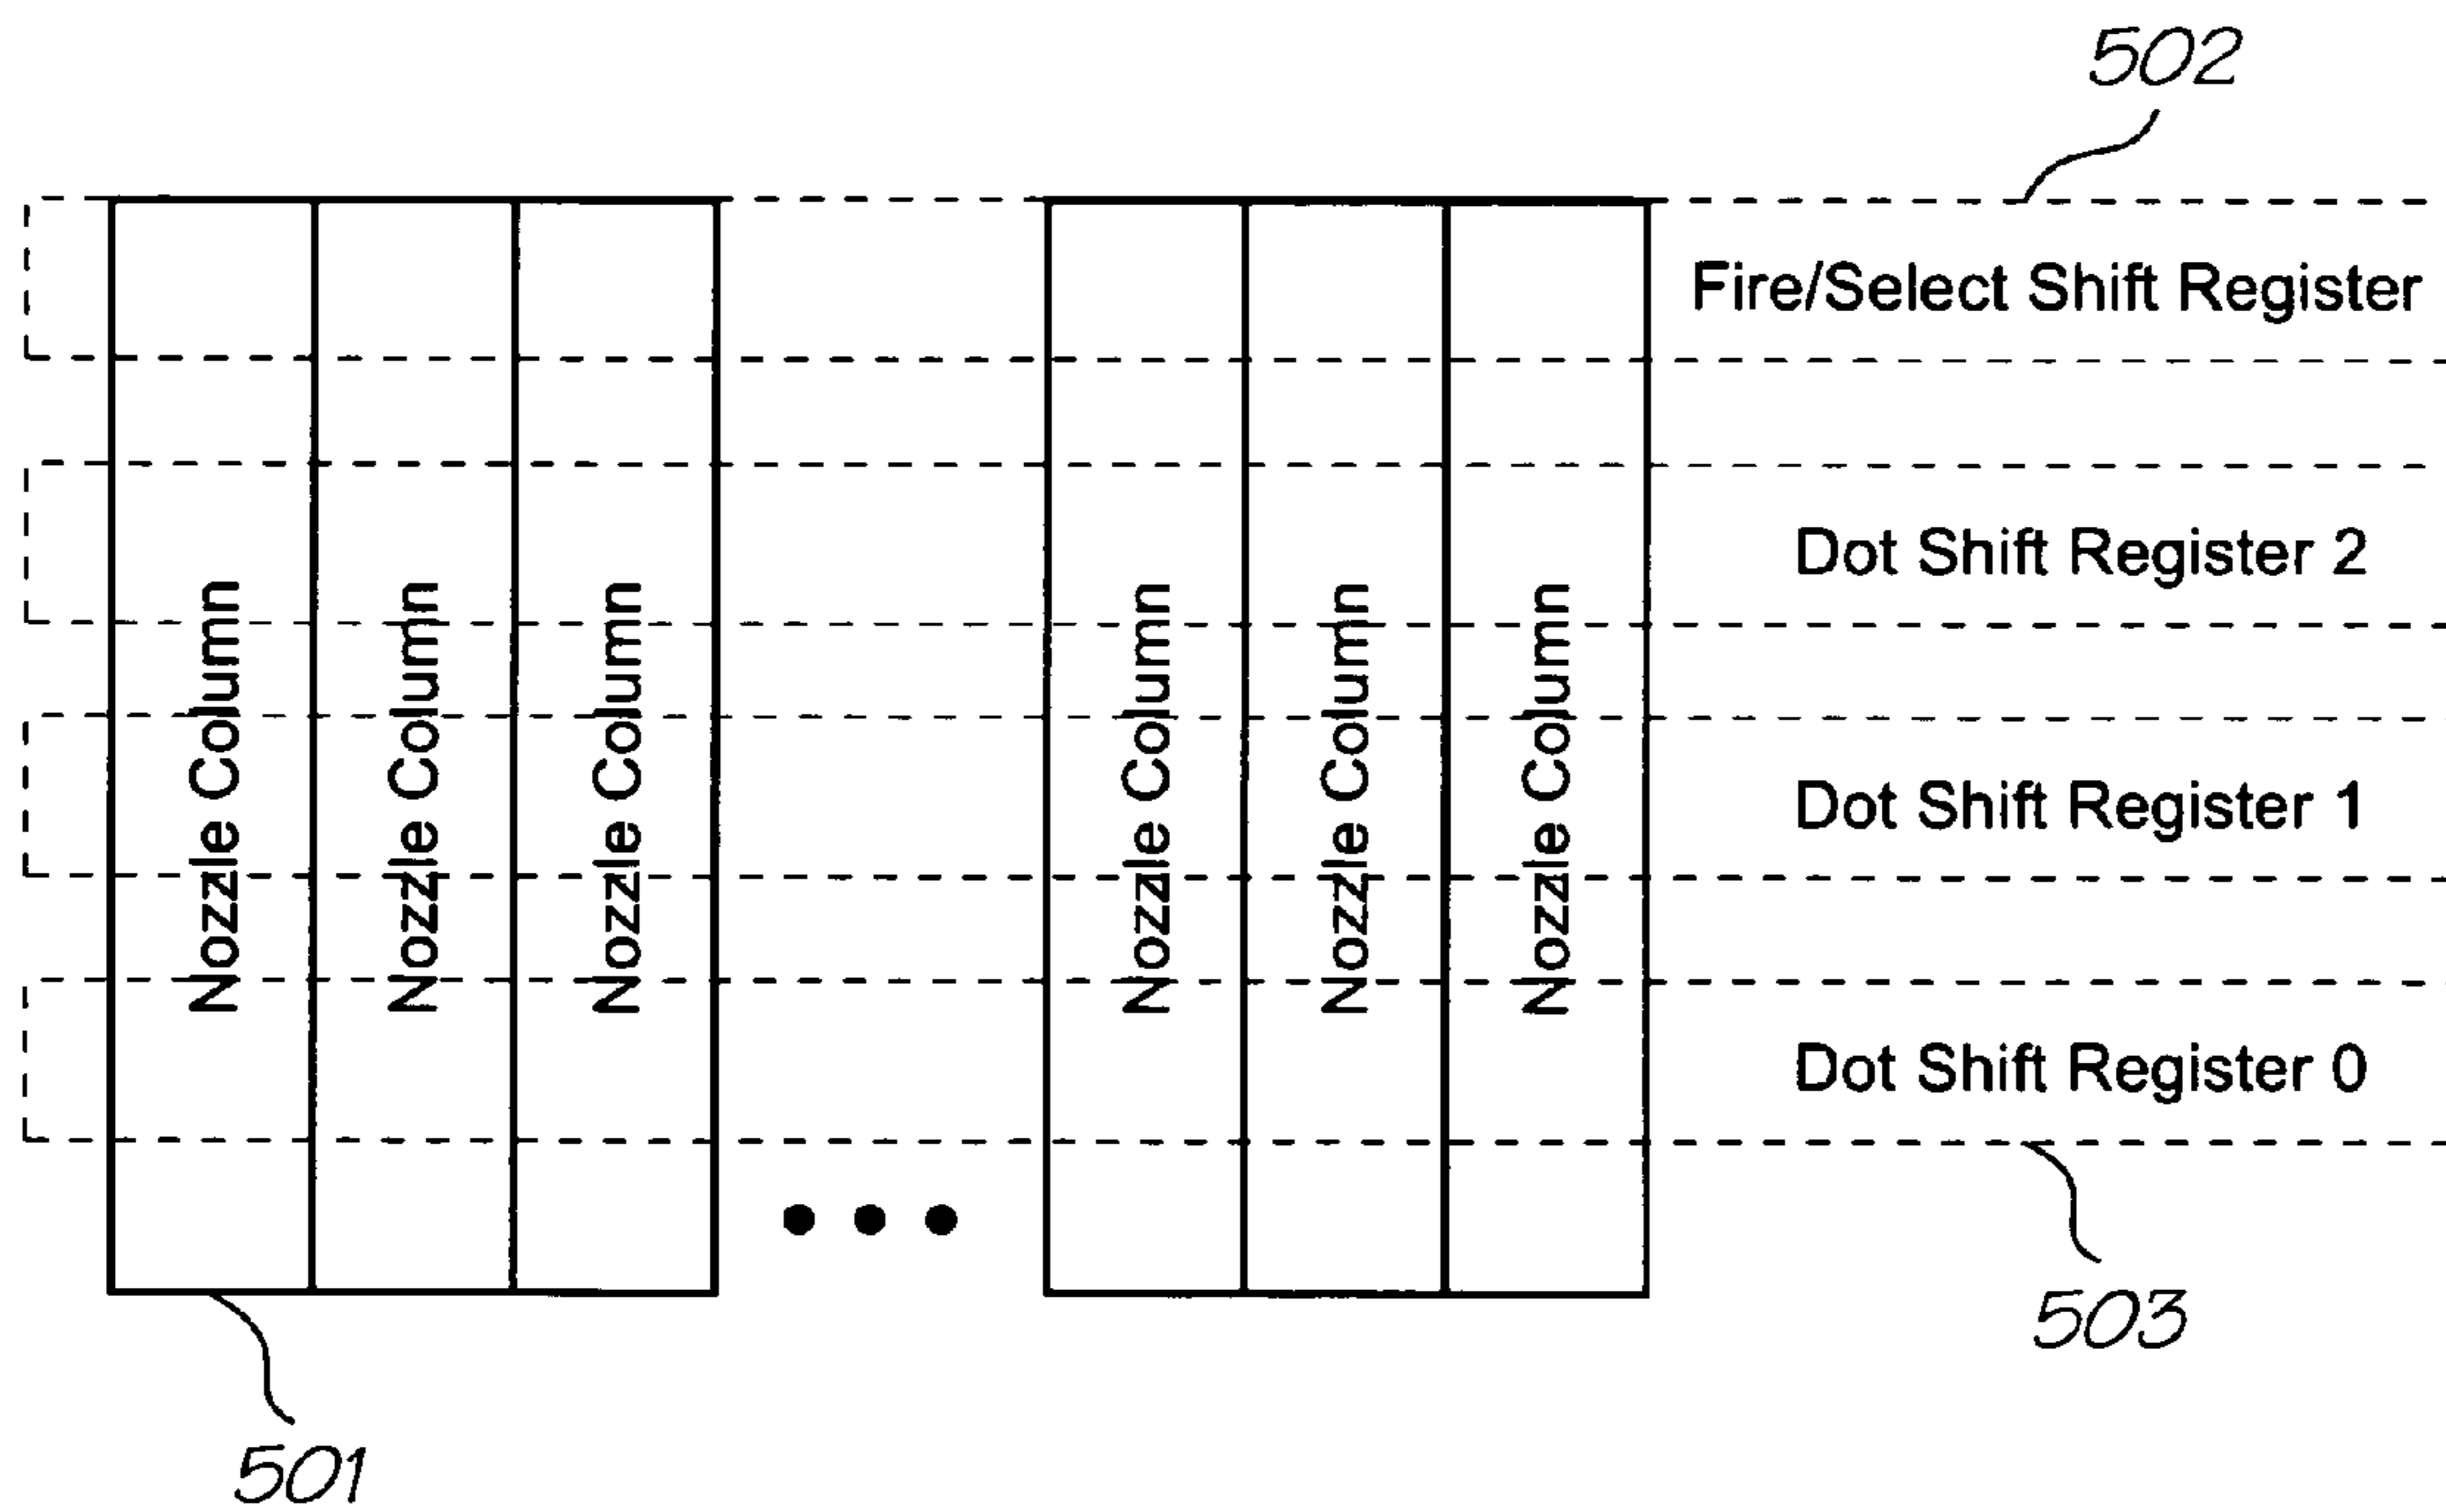 502
Fire/Select Shift Register
Dot Shift Register 2
Nozzle Column
Nozzle Column
Nozzle Column
Nozzle Column
Nozzle Column
Nozzle Column
Dot Shift Register 1
Dot Shift Register 0
503
501